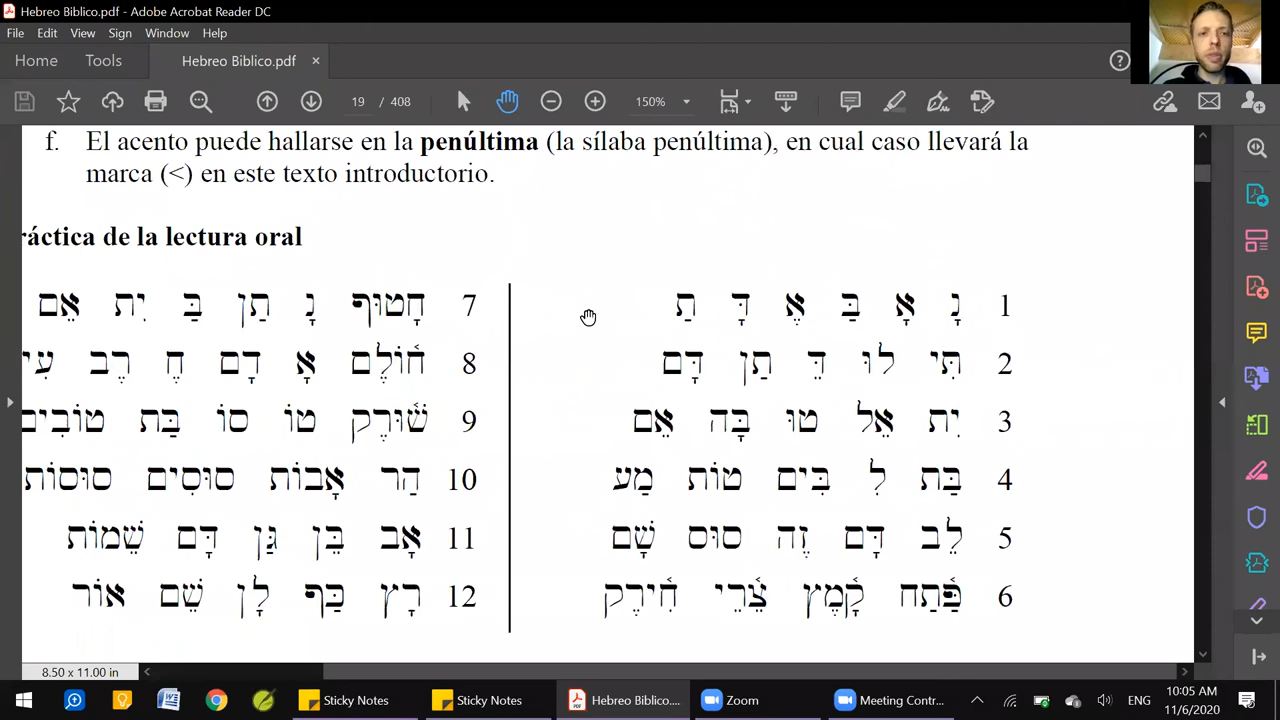 Hebreo Biblico.pdf - Adobe Acrobat Reader DC
File Edit View Sign Window Help
Home Tools Hebreo Biblico.pdf ×
19 / 408 150%
f. El acento puede hallarse en la penúltima (la sílaba penúltima), en cual caso llevará la
marca (<) en este texto introductorio.
ráctica de la lectura oral
1 נָ אָ בַּ אֶ דָּ תַ
2 תִּי לוּ דֵּ תַן דָּם
3 יִת אֵל טוּ בָּה אֵם
4 בַּת לִ בִּים טוֹת מַע
5 לֵב דָּם זֶה סוּס שָׁם
6 פַּ֫תַח קָ֫מֶץ צֵ֫רֵי חִ֫ירֶק
7 חָטוּף נָ תַן בַּ יִת אֵם
8 ח֫וֹלֶם אָ דָם חֶ רֶב עִי
9 שׁ֫וּרֶק טוֹ סוֹ בַּת טוֹבִים
10 הַר אָבוֹת סוּסִים סוּסוֹת
11 אָב בֵּן גַּן דָּם שֵׁמוֹת
12 רָץ כַּף לָן שֵׁם אוֹר
8.50 x 11.00 in
Sticky Notes Sticky Notes Hebreo Biblico.... Zoom Meeting Contr... ENG 10:05 AM
11/6/2020